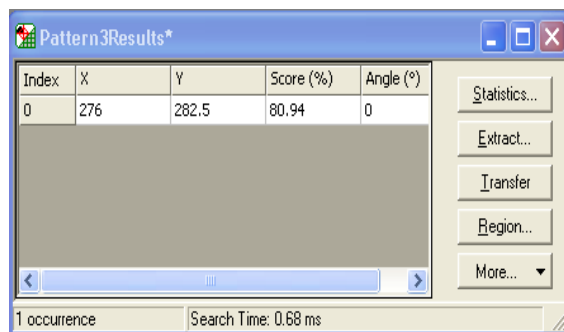 Pattern3Results*
Index X Y Score (%) Angle (°)
0 276 282.5 80.94 0
Statistics...
Extract...
Transfer
Region...
More...
1 occurrence Search Time: 0.68 ms